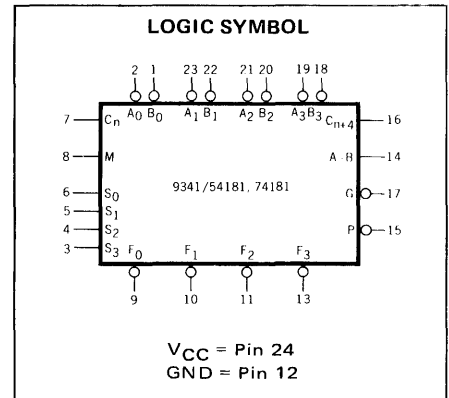 LOGIC SYMBOL
2 1 23 22 21 20 19 18
A0 B0 A1 B1 A2 B2 A3 B3
7 Cn Cn+4 16
8 M A B 14
9341/54181, 74181
6 S0 G 17
5 S1
4 S2 P 15
3 S3 F0 F1 F2 F3
9 10 11 13
VCC = Pin 24
GND = Pin 12